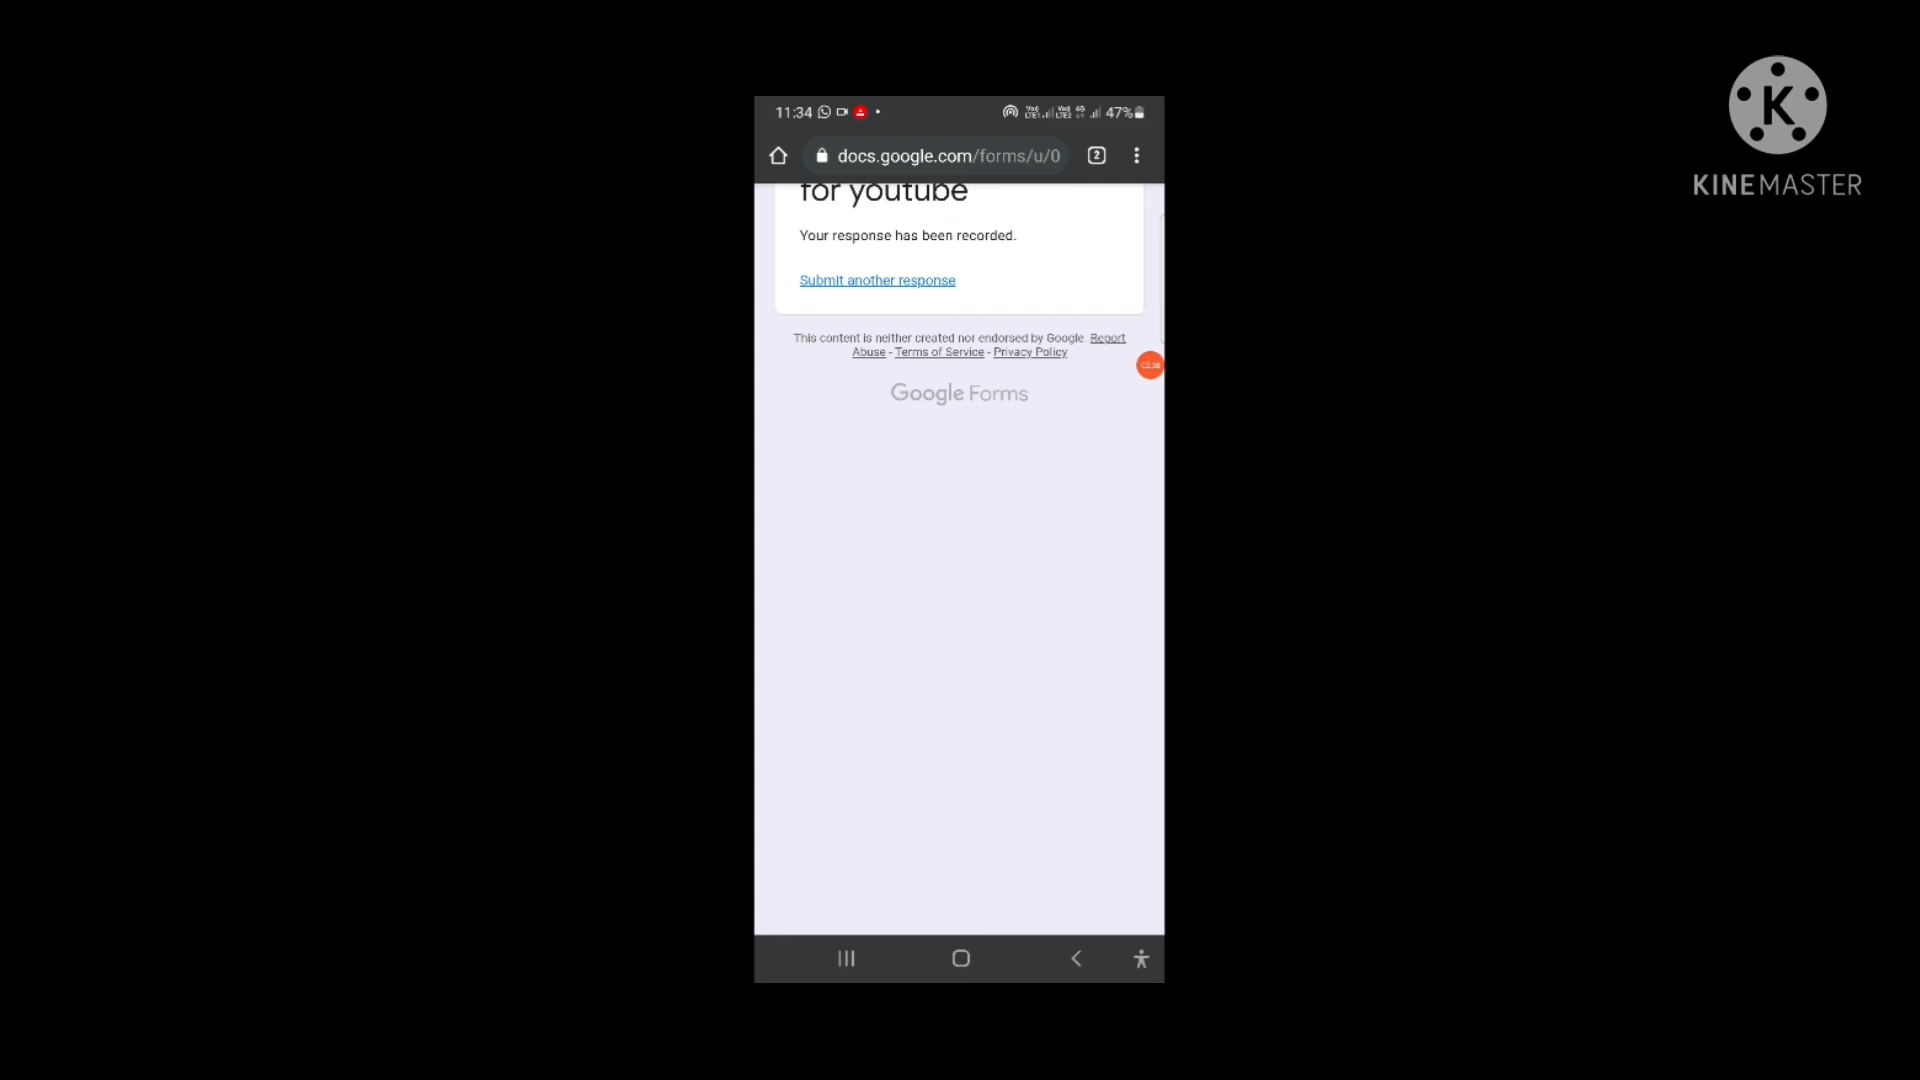 11:34
47%
docs.google.com/forms/u/0
2
for youtube
Your response has been recorded.
Submit another response
This content is neither created nor endorsed by Google. Report
Abuse - Terms of Service - Privacy Policy
Google Forms
K
KINEMASTER